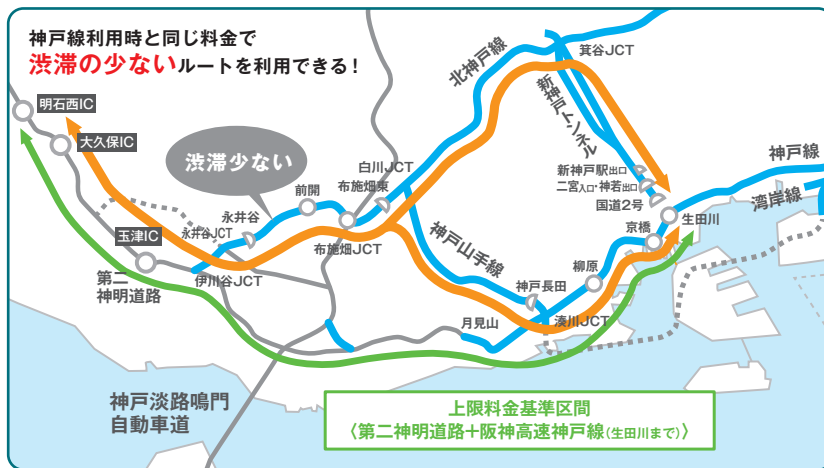 神戸線利用時と同じ料金で
渋滞の少ないルートを利用できる！
明石西IC
大久保IC
玉津IC
渋滞少ない
北神戸線
箕谷JCT
新神戸トンネル
白川JCT
布施畑東
前開
永井谷
永井谷JCT
新神戸駅出口
二宮入口・神若出口
国道2号
神戸線
湾岸線
生田川
京橋
布施畑JCT
伊川谷JCT
神戸山手線
柳原
神戸長田
湊川JCT
月見山
第二
神明道路
神戸淡路鳴門
自動車道
上限料金基準区間
〈第二神明道路＋阪神高速神戸線(生田川まで)〉